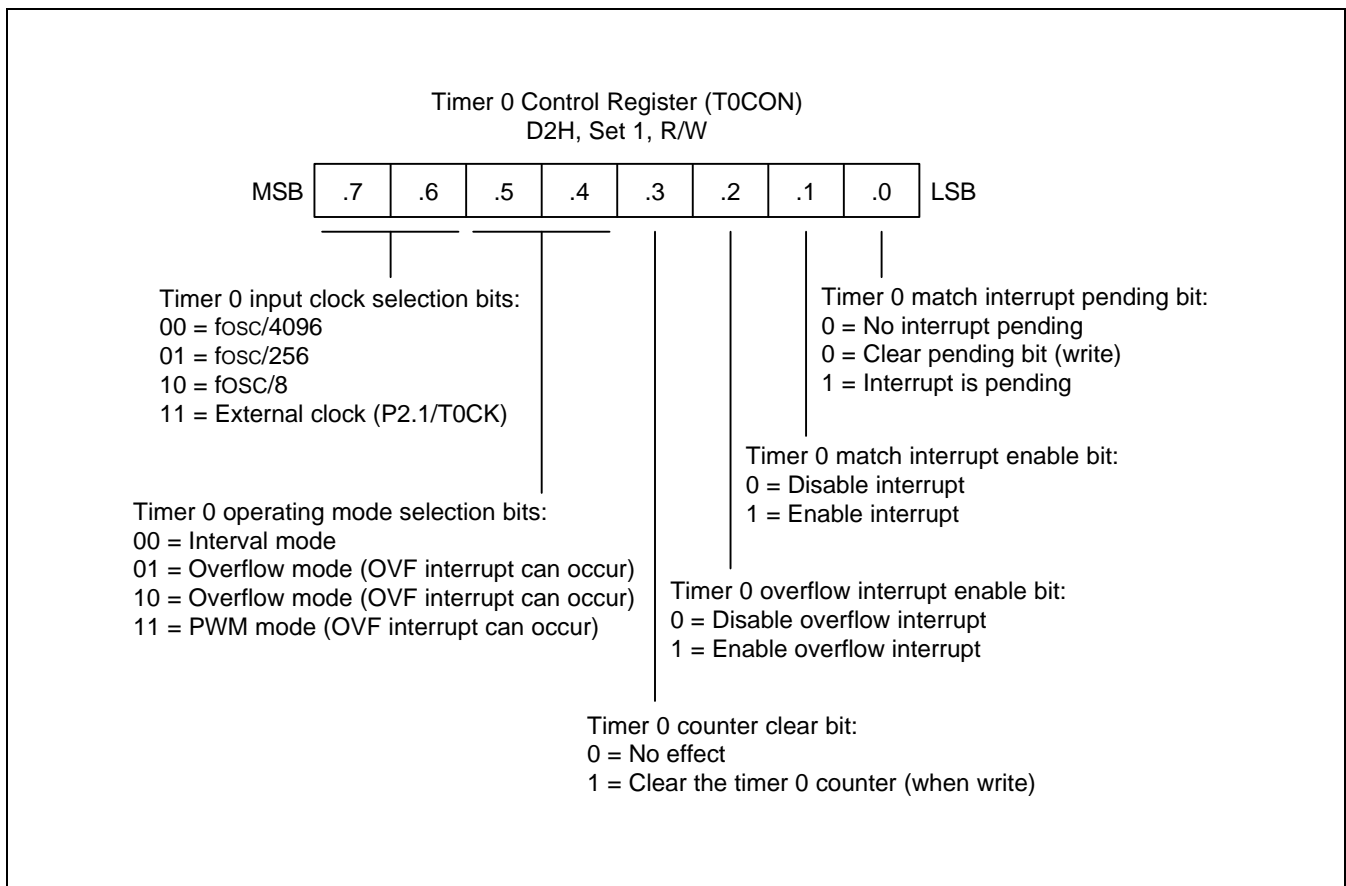 Timer 0 Control Register (T0CON)
D2H, Set 1, R/W
MSB .7 .6 .5 .4 .3 .2 .1 .0 LSB
Timer 0 input clock selection bits:
00 = fOSC/4096
01 = fOSC/256
10 = fOSC/8
11 = External clock (P2.1/T0CK)
Timer 0 match interrupt pending bit:
0 = No interrupt pending
0 = Clear pending bit (write)
1 = Interrupt is pending
Timer 0 match interrupt enable bit:
0 = Disable interrupt
1 = Enable interrupt
Timer 0 operating mode selection bits:
00 = Interval mode
01 = Overflow mode (OVF interrupt can occur)
10 = Overflow mode (OVF interrupt can occur)
11 = PWM mode (OVF interrupt can occur)
Timer 0 overflow interrupt enable bit:
0 = Disable overflow interrupt
1 = Enable overflow interrupt
Timer 0 counter clear bit:
0 = No effect
1 = Clear the timer 0 counter (when write)